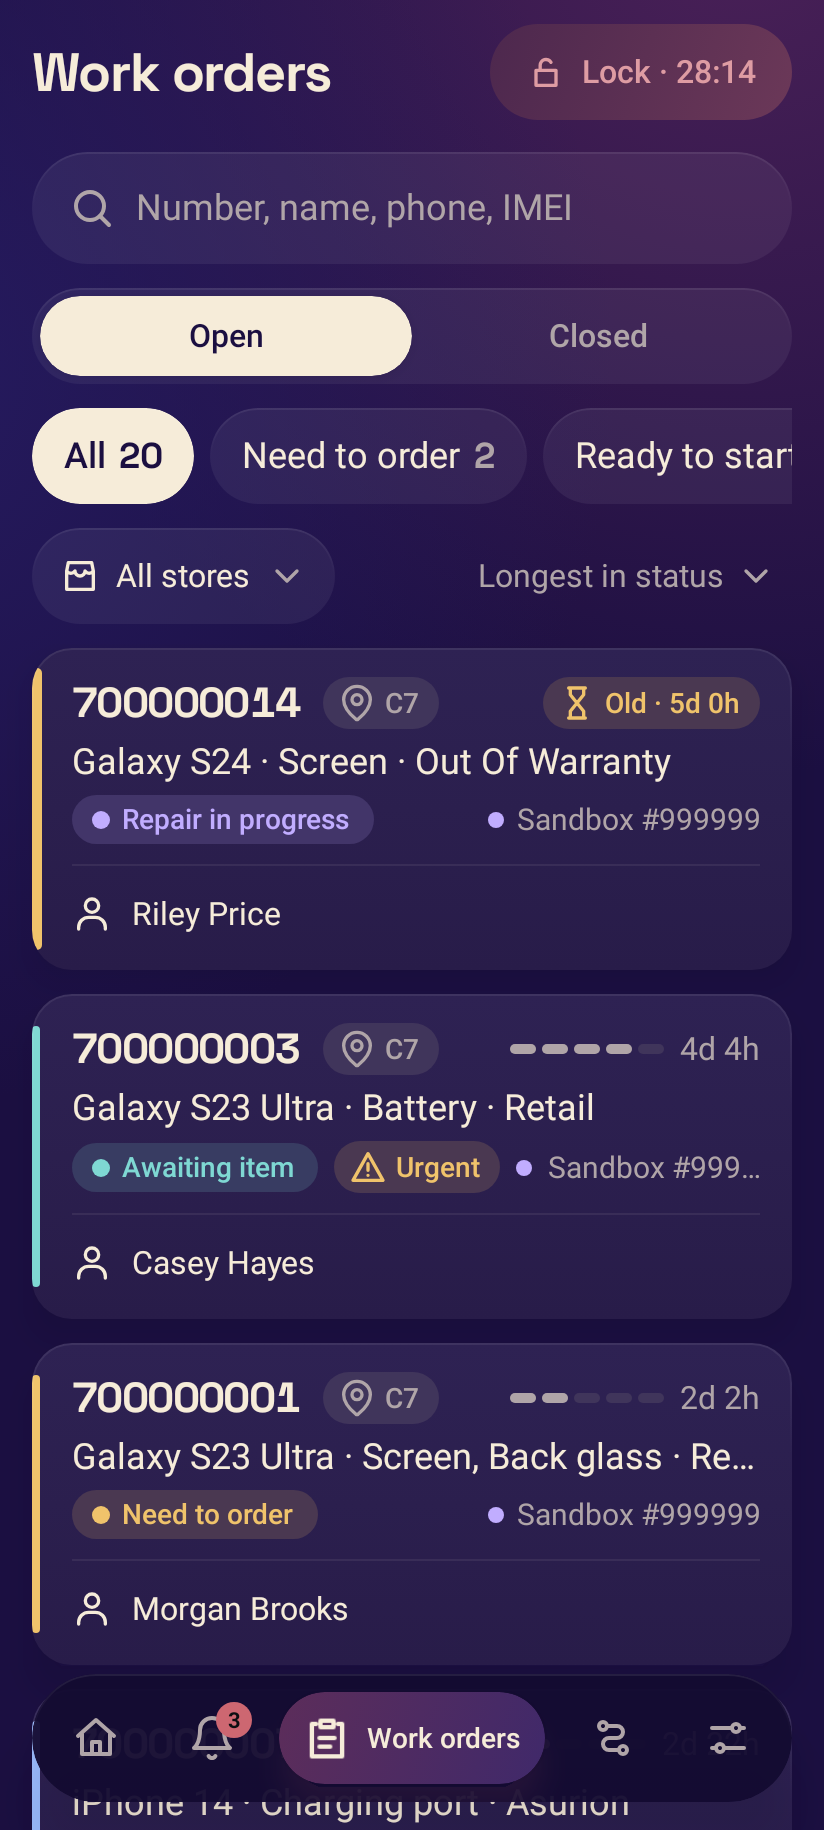 Work orders
Lock · 28:14
Number, name, phone, IMEI
Open
Closed
All 20
Need to order 2
Ready to start
All stores
Longest in status
700000014
C7
Old · 5d 0h
Galaxy S24 · Screen · Out Of Warranty
Repair in progress
Sandbox #999999
Riley Price
700000003
C7
4d 4h
Galaxy S23 Ultra · Battery · Retail
Awaiting item
Urgent
Sandbox #999…
Casey Hayes
700000001
C7
2d 2h
Galaxy S23 Ultra · Screen, Back glass · Re…
Need to order
Sandbox #999999
Morgan Brooks
3
Work orders
iPhone 14 · Charging port · Asurion